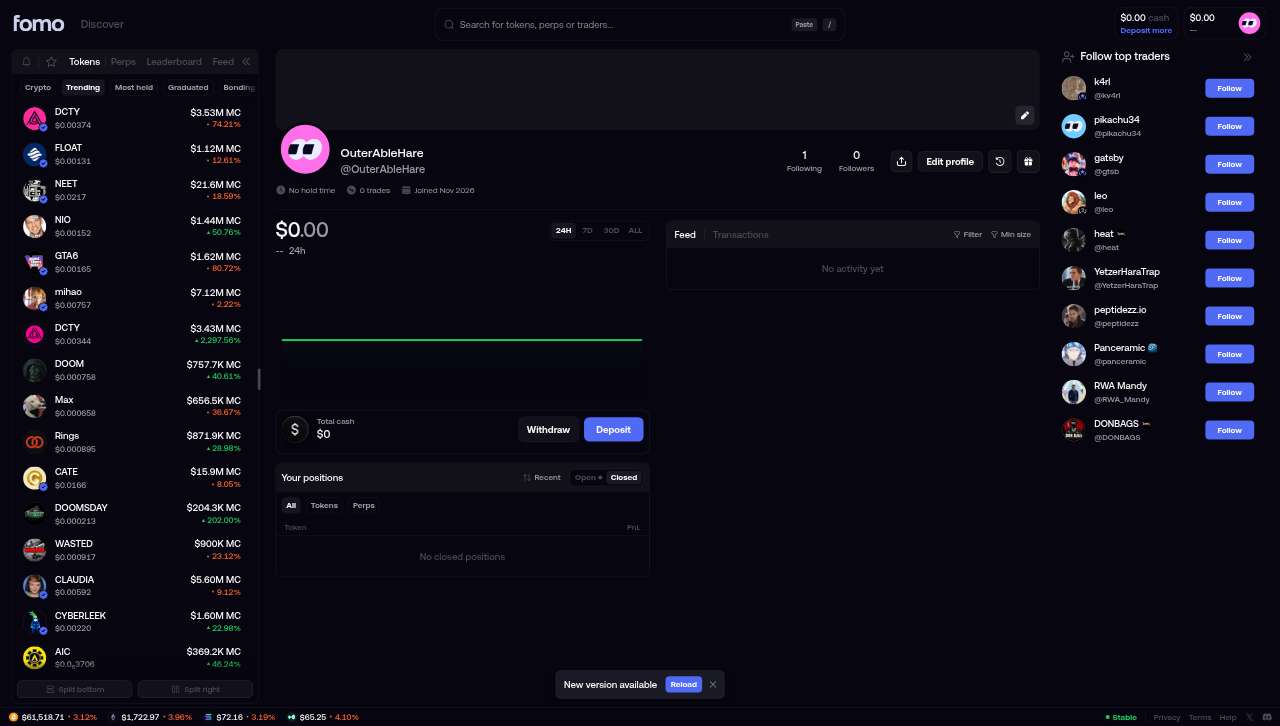 fomo
Discover
Search for tokens, perps or traders...
Paste
/
$0.00 cash
Deposit more
$0.00
—
Tokens
Perps
Leaderboard
Feed
Crypto
Trending
Most held
Graduated
Bonding
DCTY $3.53M MC
$0.00374 74.21%
FLOAT $1.12M MC
$0.00131 12.61%
NEET $21.6M MC
$0.0217 18.59%
NIO $1.44M MC
$0.00152 50.76%
GTA6 $1.62M MC
$0.00165 80.72%
mihao $7.12M MC
$0.00757 2.22%
DCTY $3.43M MC
$0.00344 2,297.56%
DOOM $757.7K MC
$0.000758 40.61%
Max $656.5K MC
$0.000658 36.67%
Rings $871.9K MC
$0.000895 28.98%
CATE $15.9M MC
$0.0166 8.05%
DOOMSDAY $204.3K MC
$0.000213 202.00%
WASTED $900K MC
$0.000917 23.12%
CLAUDIA $5.60M MC
$0.00592 9.12%
CYBERLEEK $1.60M MC
$0.00220 22.98%
AIC $369.2K MC
$0.0₅3706 46.24%
Split bottom
Split right
OuterAbleHare
@OuterAbleHare
1
Following
0
Followers
Edit profile
No hold time
0 trades
Joined Nov 2026
$0.00
-- 24h
24H 7D 30D ALL
Total cash
$0
Withdraw
Deposit
Your positions
Recent
Open
Closed
All
Tokens
Perps
Token PnL
No closed positions
Feed
Transactions
Filter
Min size
No activity yet
Follow top traders
k4rl
@kv4rl
Follow
pikachu34
@pikachu34
Follow
gatsby
@gtsb
Follow
leo
@leo
Follow
heat
@heat
Follow
YetzerHaraTrap
@YetzerHaraTrap
Follow
peptidezz.io
@peptidezz
Follow
Panceramic
@panceramic
Follow
RWA Mandy
@RWA_Mandy
Follow
DONBAGS
@DONBAGS
Follow
New version available
Reload
$61,518.71 3.12%
$1,722.97 3.96%
$72.16 3.19%
$65.25 4.10%
Stable
Privacy
Terms
Help